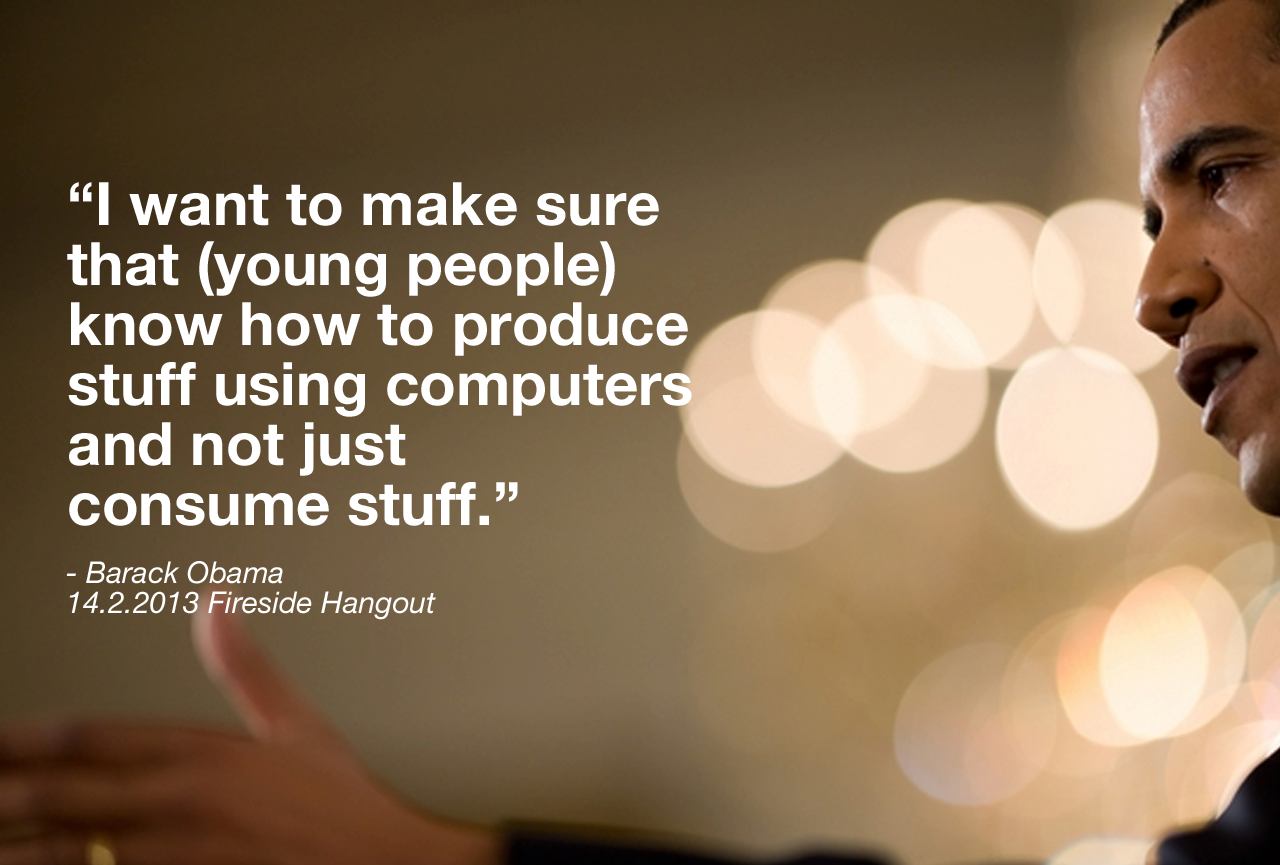 “I want to make sure
that (young people)
know how to produce
stuff using computers
and not just
consume stuff.”
- Barack Obama
14.2.2013 Fireside Hangout